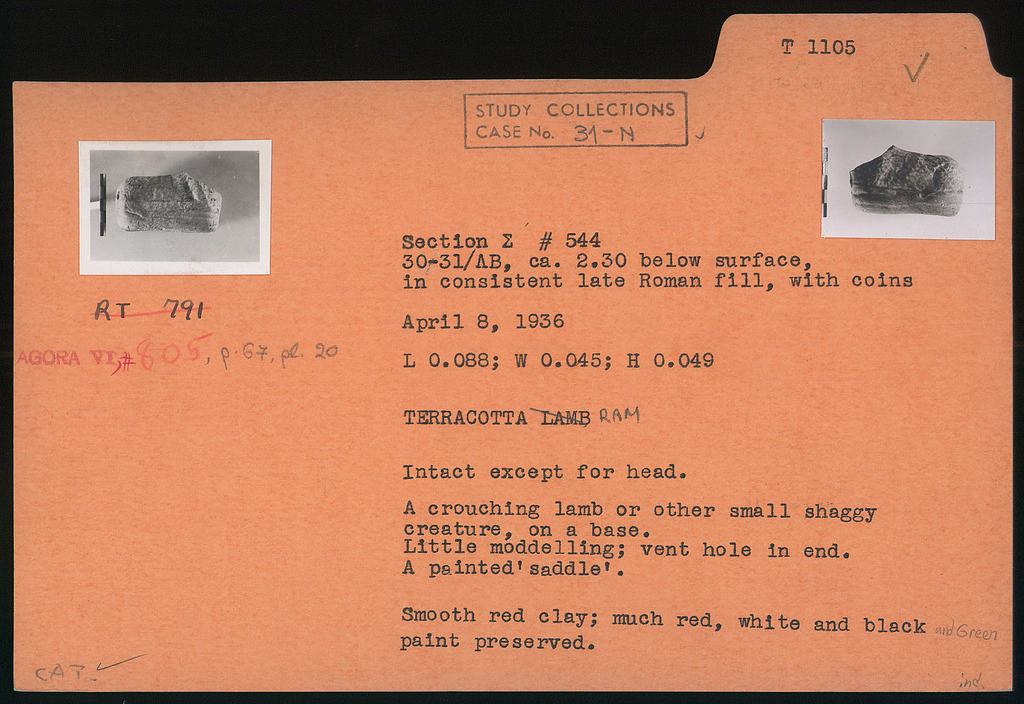 T 1105
STUDY COLLECTIONS
CASE No. 31-N
RT 791
AGORA VI, # 805, p. 67, pl. 20
Section Σ # 544
30-31/ΛB, ca. 2.30 below surface,
in consistent late Roman fill, with coins
April 8, 1936
L 0.088; W 0.045; H 0.049
TERRACOTTA LAMB RAM
Intact except for head.
A crouching lamb or other small shaggy
creature, on a base.
Little moddelling; vent hole in end.
A painted'saddle'.
Smooth red clay; much red, white and black and Green
paint preserved.
CAT.
ind.